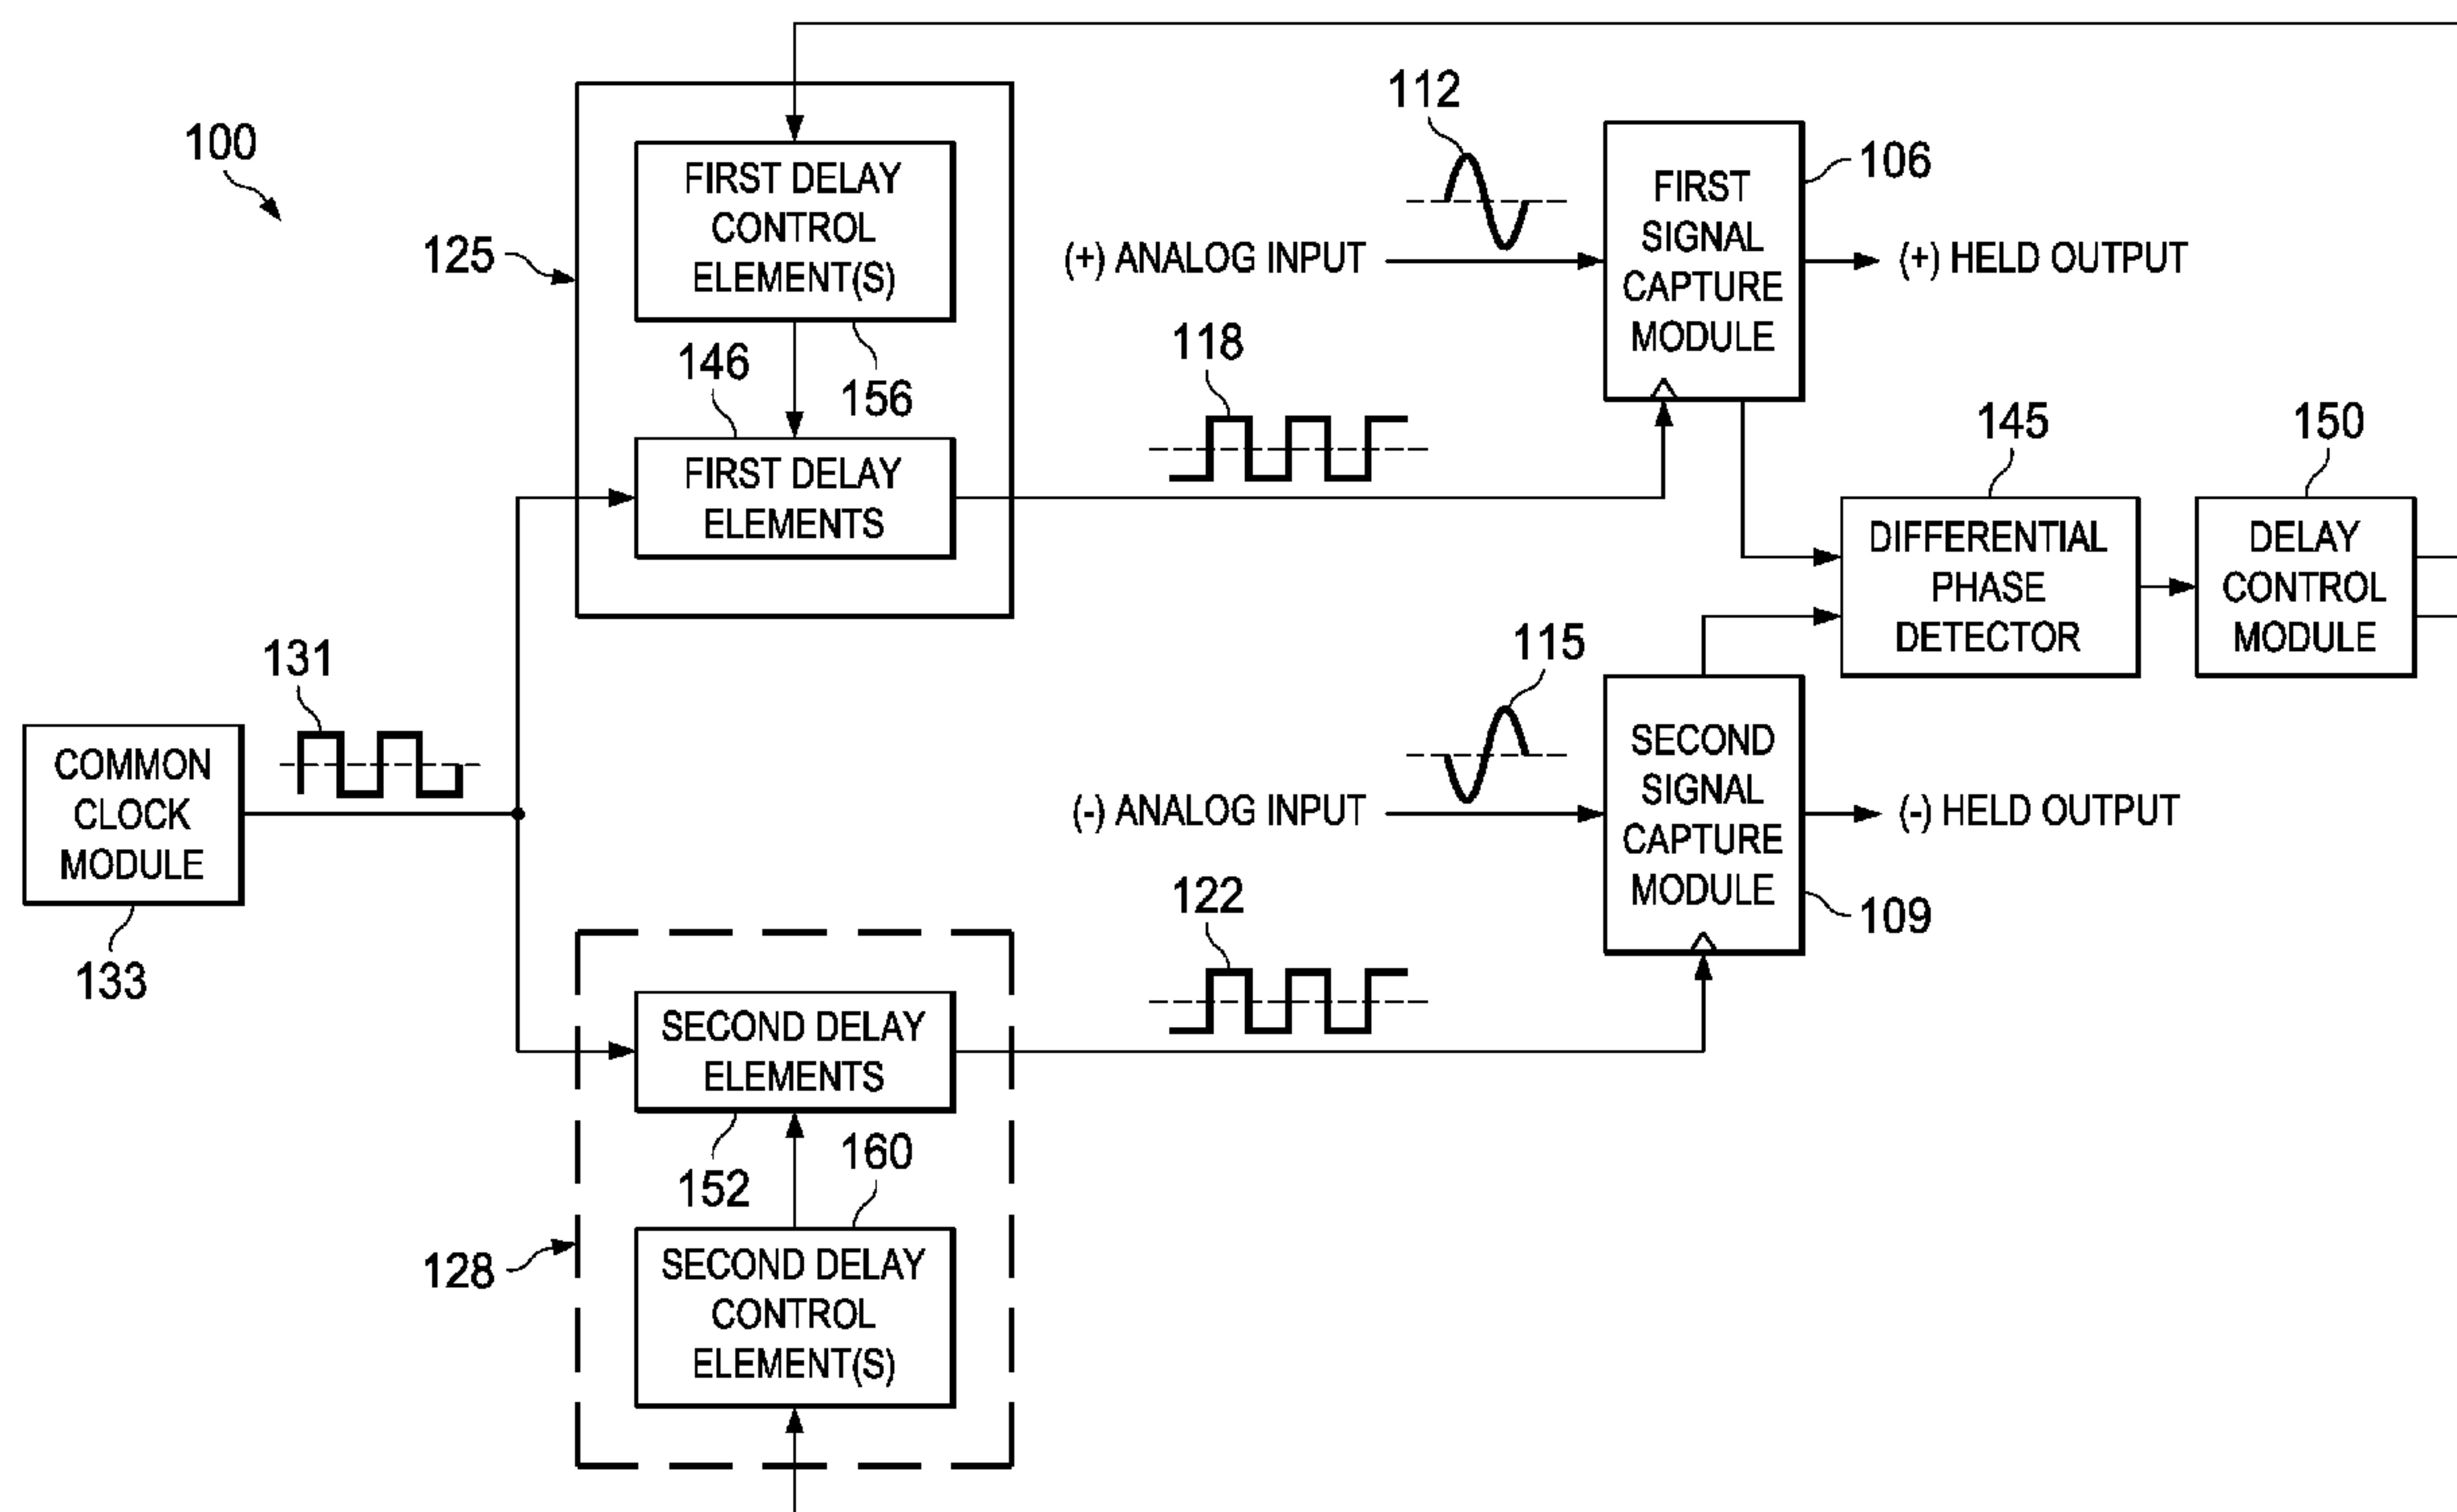 100
125
FIRST DELAY
CONTROL
ELEMENT(S)
146
156
FIRST DELAY
ELEMENTS
112
(+) ANALOG INPUT
118
FIRST
SIGNAL
CAPTURE
MODULE
106
(+) HELD OUTPUT
145
DIFFERENTIAL
PHASE
DETECTOR
150
DELAY
CONTROL
MODULE
131
COMMON
CLOCK
MODULE
133
115
(-) ANALOG INPUT
122
SECOND
SIGNAL
CAPTURE
MODULE
109
(-) HELD OUTPUT
SECOND DELAY
ELEMENTS
152
160
128
SECOND DELAY
CONTROL
ELEMENT(S)